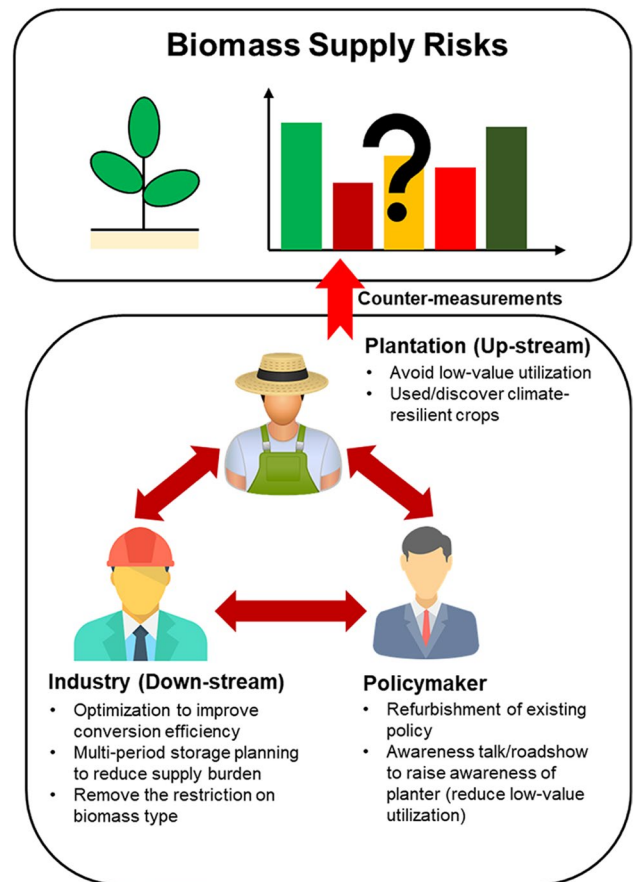 Biomass Supply Risks
?
Counter-measurements
Plantation (Up-stream)
• Avoid low-value utilization
• Used/discover climate-
resilient crops
Industry (Down-stream)
• Optimization to improve
conversion efficiency
• Multi-period storage planning
to reduce supply burden
• Remove the restriction on
biomass type
Policymaker
• Refurbishment of existing
policy
• Awareness talk/roadshow
to raise awareness of
planter (reduce low-value
utilization)